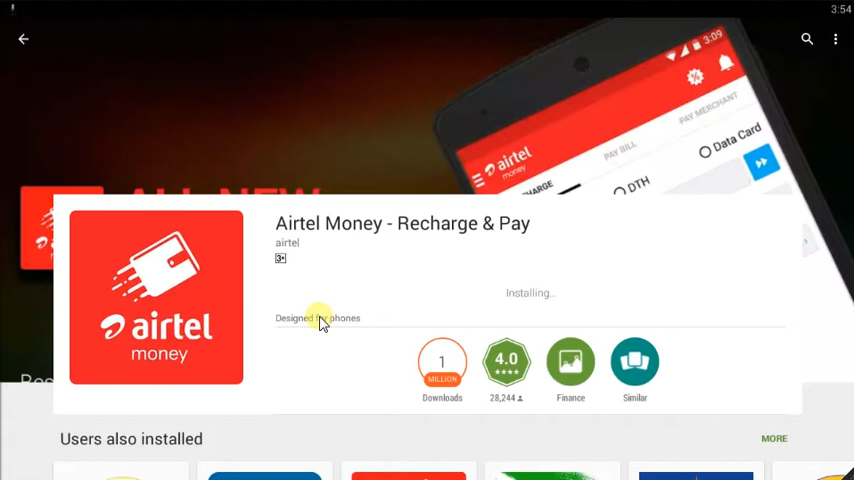 3:54
3:09
airtel
money
PAY BILL
PAY MERCHANT
DTH
Data Card
ALL NEW
airtel
money
Airtel Money - Recharge & Pay
airtel
3+
Installing...
Designed for phones
1
MILLION
4.0
Downloads
28,244
Finance
Similar
Users also installed
MORE